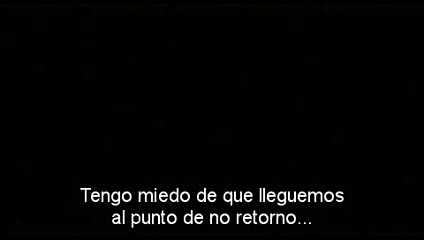 Tengo miedo de que lleguemos
al punto de no retorno...